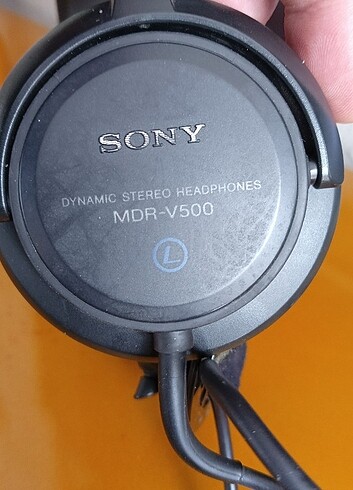 SONY
DYNAMIC STEREO HEADPHONES
MDR-V500
L